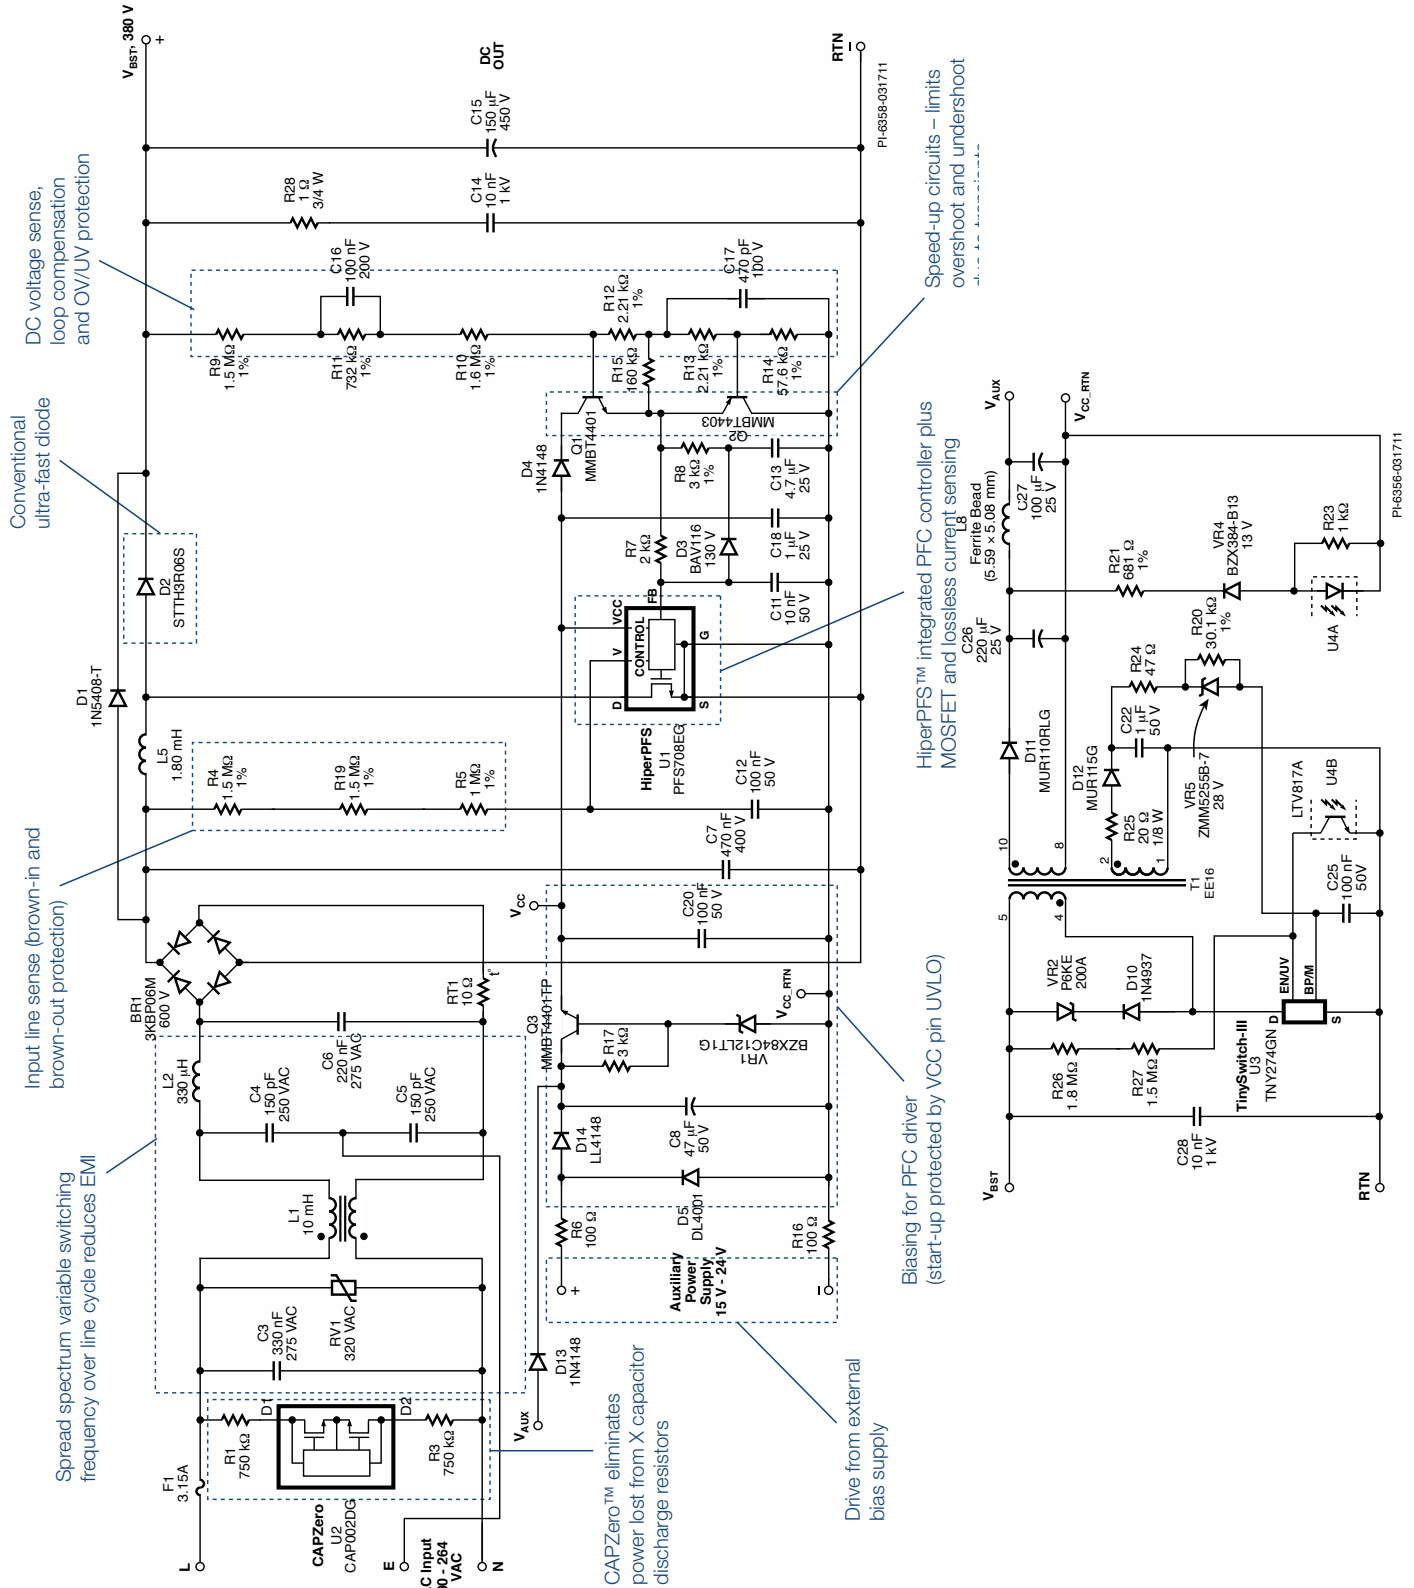 Spread spectrum variable switching
frequency over line cycle reduces EMI
Input line sense (brown-in and
brown-out protection)
Conventional
ultra-fast diode
DC voltage sense,
loop compensation
and OV/UV protection
L
F1
3.15A
R1
750 kΩ
D1
CAPZero
U2
CAP002DG
D2
R3
750 kΩ
E
N
VAC
C3
330 nF
275 VAC
RV1
320 VAC
L1
10 mH
C4
150 pF
250 VAC
C5
150 pF
250 VAC
L2
330 µH
C6
220 nF
275 VAC
BR1
3KBP06M
600 V
RT1
10 Ω
t°
C7
470 nF
400 V
R4
1.5 MΩ
1%
R19
1.5 MΩ
1%
R5
1 MΩ
1%
C12
100 nF
50 V
L5
1.80 mH
D1
1N5408-T
D2
STTH3R06S
HiperPFS
U1
PFS708EG
D
V
VCC
CONTROL
FB
S
G
R7
2 kΩ
D3
BAV116
130 V
C11
10 nF
50 V
C18
1 µF
25 V
R8
3 kΩ
1%
C13
4.7 µF
25 V
D4
1N4148
Q1
MMBT4401
Q2
MMBT4403
R9
1.5 MΩ
1%
R11
732 kΩ
1%
C16
100 nF
200 V
R10
1.6 MΩ
1%
R12
2.21 kΩ
1%
R15
160 kΩ
R13
2.21 kΩ
1%
R14
57.6 kΩ
1%
C17
470 pF
100 V
R28
1 Ω
3/4 W
C14
10 nF
1 kV
C15
150 µF
450 V
VBST, 380 V
+
DC
OUT
RTN
PI-6358-031711
VAUX
D13
1N4148
+
Auxiliary
Power
Supply
15 V - 24 V
R6
100 Ω
R16
100 Ω
D5
DL4001
D14
LL4148
C8
47 µF
50 V
R17
3 kΩ
Q3
MMBT4401TP
VR1
BZX84C12LT1G
VCC
VCC_RTN
C20
100 nF
50 V
CAPZero™ eliminates
power lost from X capacitor
discharge resistors
Drive from external
bias supply
Biasing for PFC driver
(start-up protected by VCC pin UVLO)
HiperPFS™ integrated PFC controller plus
MOSFET and lossless current sensing
Speed-up circuits – limits
overshoot and undershoot
VBST
RTN
C28
10 nF
1 kV
R26
1.8 MΩ
R27
1.5 MΩ
VR2
P6KE
200A
D10
1N4937
TinySwitch-III
U3
TNY274GN
D
S
EN/UV
BP/M
C25
100 nF
50V
5
4
10
8
2
1
T1
EE16
R25
20 Ω
1/8 W
D12
MUR115G
C22
1 µF
50 V
R24
47 Ω
VR5
ZMM5255B-7
28 V
R20
30.1 kΩ
1%
LTV817A
U4B
D11
MUR110RLG
C26
220 µF
25 V
L8
Ferrite Bead
(5.59 × 5.08 mm)
C27
100 µF
25 V
VAUX
VCC_RTN
R21
681 Ω
1%
VR4
BZX384-B13
13 V
U4A
R23
1 kΩ
PI-6356-031711